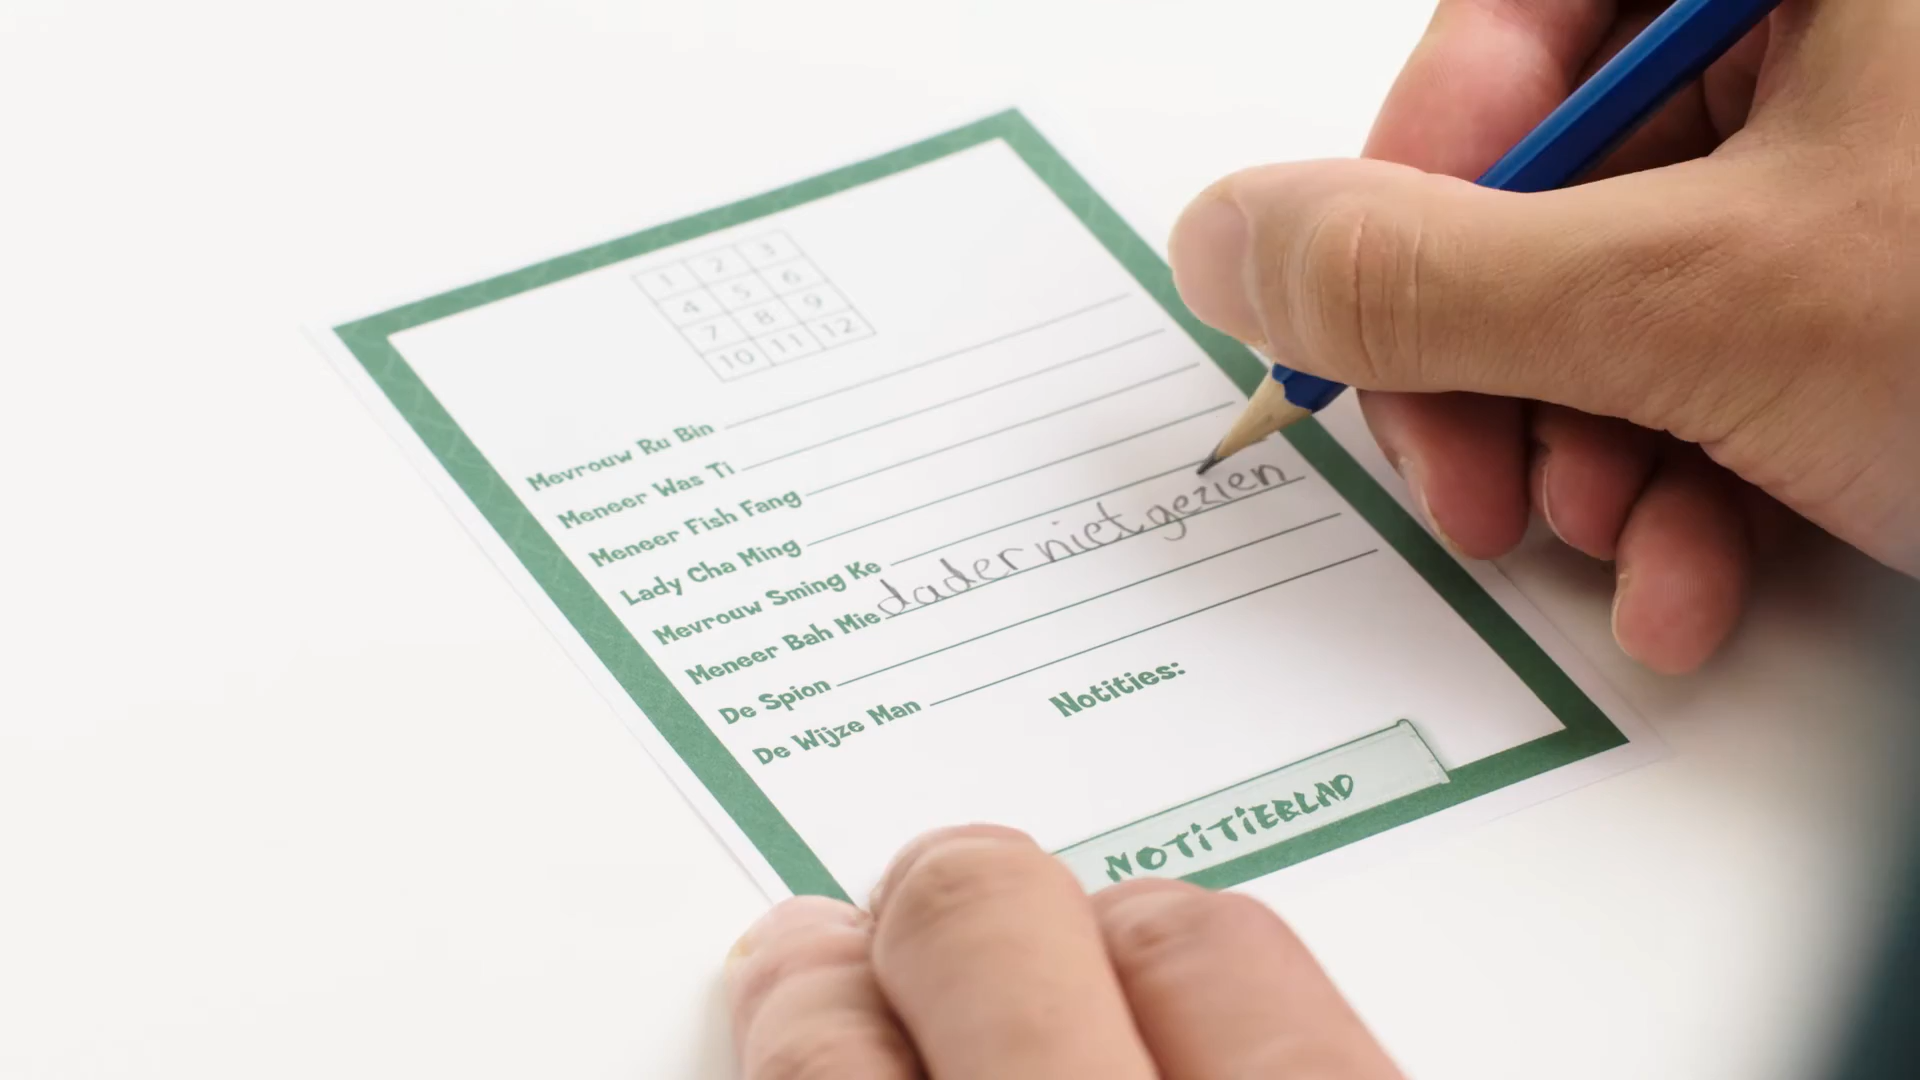 1 2 3
4 5 6
7 8 9
10 11 12
Mevrouw Ru Bin
Meneer Was Ti
Meneer Fish Fang
Lady Cha Ming
Mevrouw Sming Ke
Meneer Bah Mie dader niet gezien
De Spion
De Wijze Man
Notities:
NOTITIEBLAD